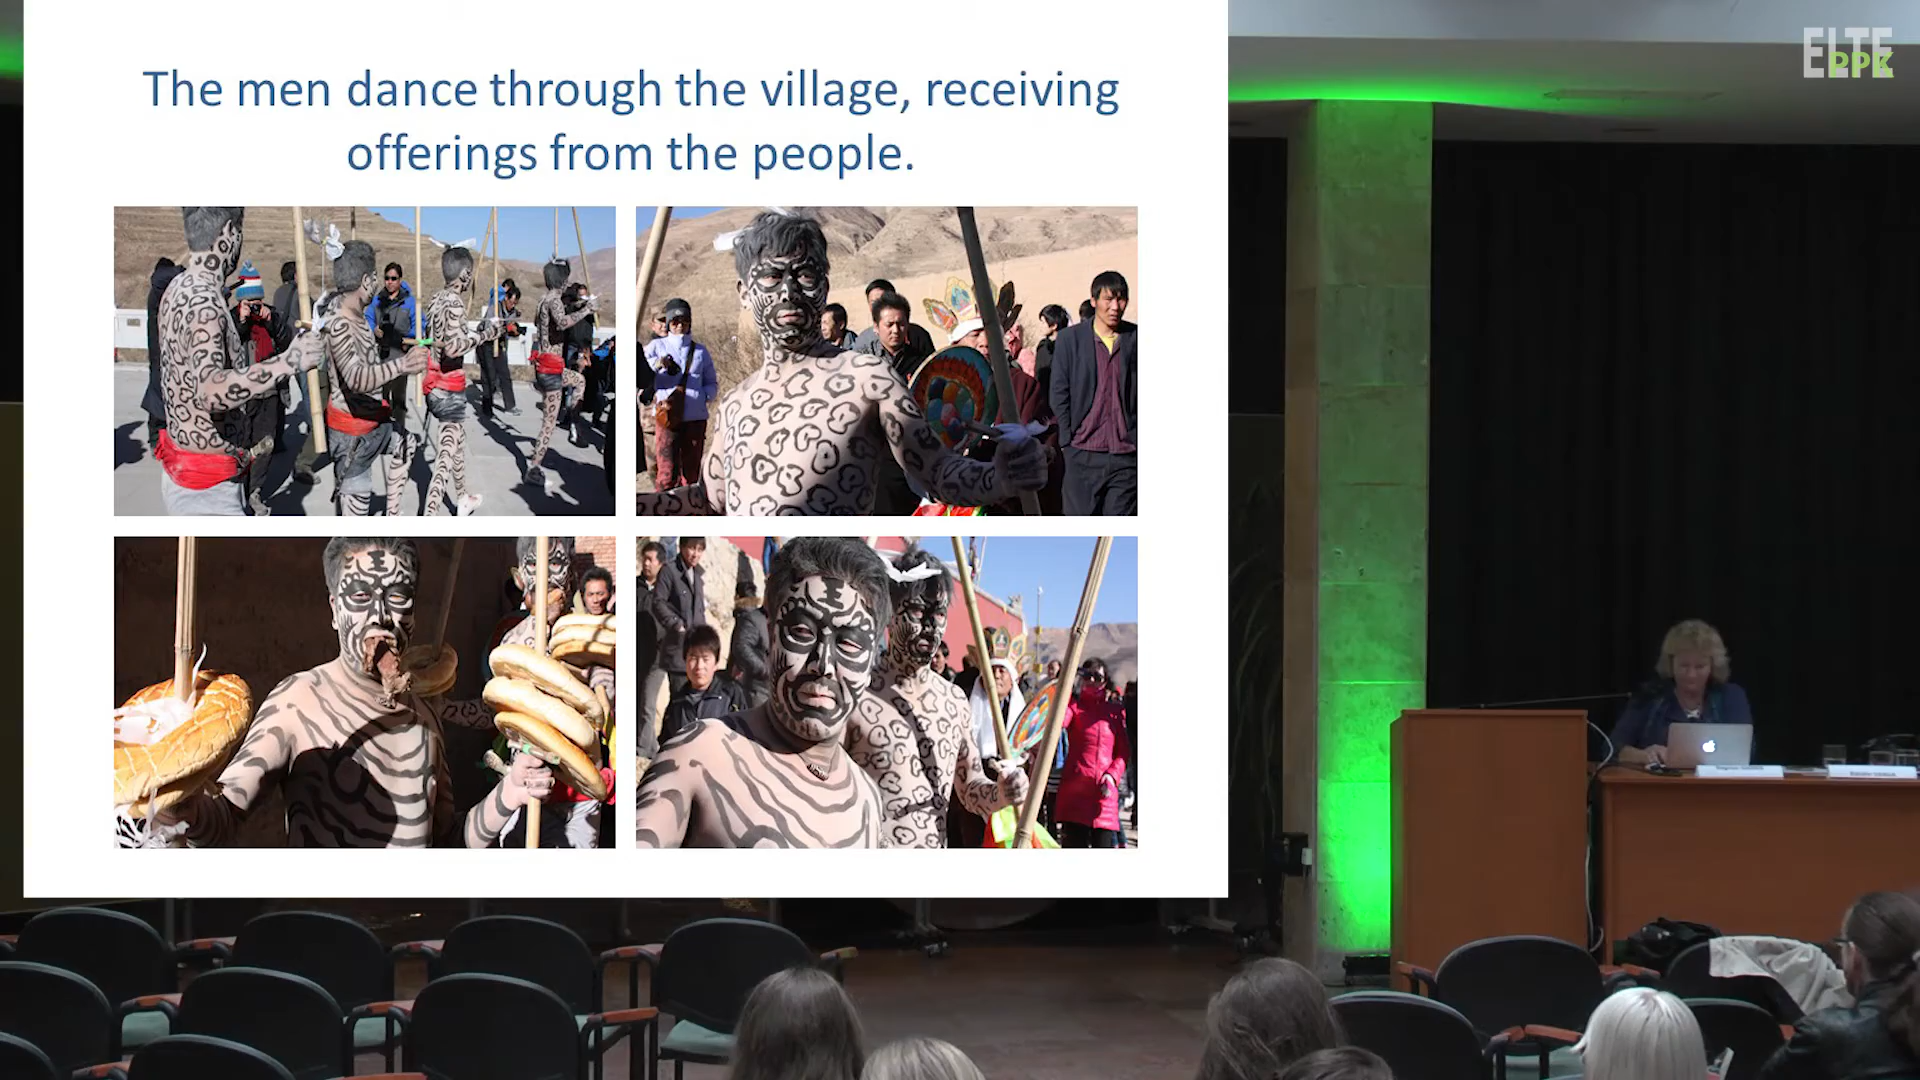 The men dance through the village, receiving
offerings from the people.
ELTE
PPK